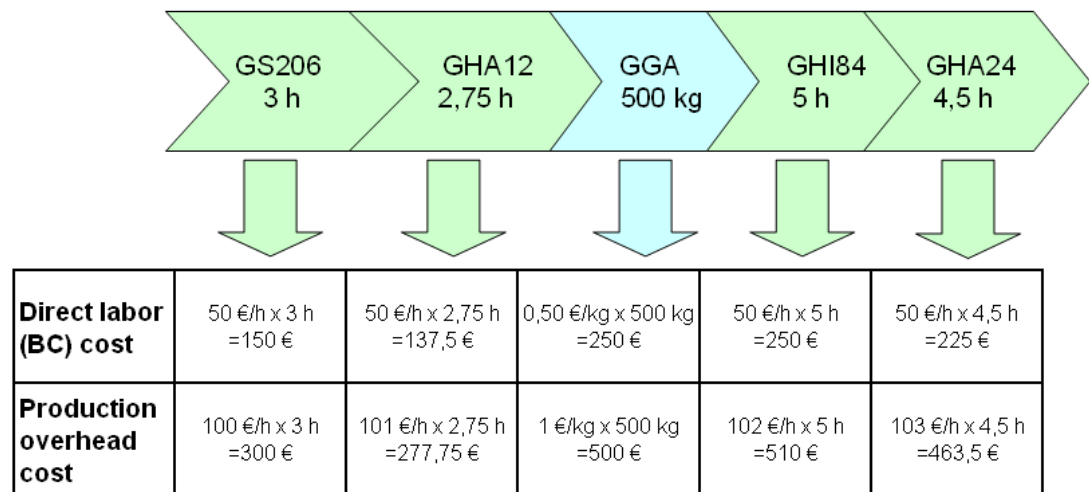 GS206
3 h
GHA12
2,75 h
GGA
500 kg
GHI84
5 h
GHA24
4,5 h
Direct labor
(BC) cost
50 €/h x 3 h
=150 €
50 €/h x 2,75 h
=137,5 €
0,50 €/kg x 500 kg
=250 €
50 €/h x 5 h
=250 €
50 €/h x 4,5 h
=225 €
Production
overhead
cost
100 €/h x 3 h
=300 €
101 €/h x 2,75 h
=277,75 €
1 €/kg x 500 kg
=500 €
102 €/h x 5 h
=510 €
103 €/h x 4,5 h
=463,5 €